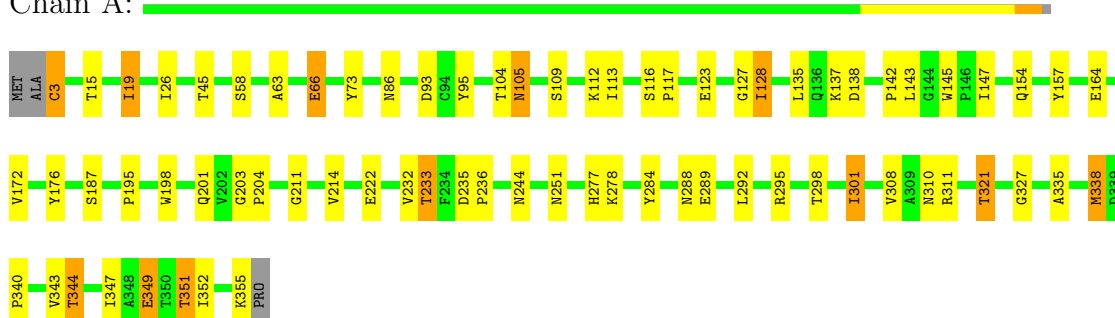 Chain A:
MET ALA C3 T15 I19 I26 T45 S58 A63 E66 Y73 N86 D93 C94 Y95 T104 N105 S109 K112 I113 S116 P117 E123 G127 I128 L135 Q136 K137 D138 P142 L143 G144 W145 P146 I147 Q154 Y157 E164
V172 Y176 S187 P195 W198 Q201 V202 G203 P204 G211 V214 E222 V232 T233 F234 D235 P236 N244 N251 H277 K278 Y284 N288 E289 L292 R295 T298 I301 V308 A309 N310 R311 T321 G327 A335 M338 D339
P340 V343 T344 I347 A348 E349 T350 T351 I352 K355 PRO